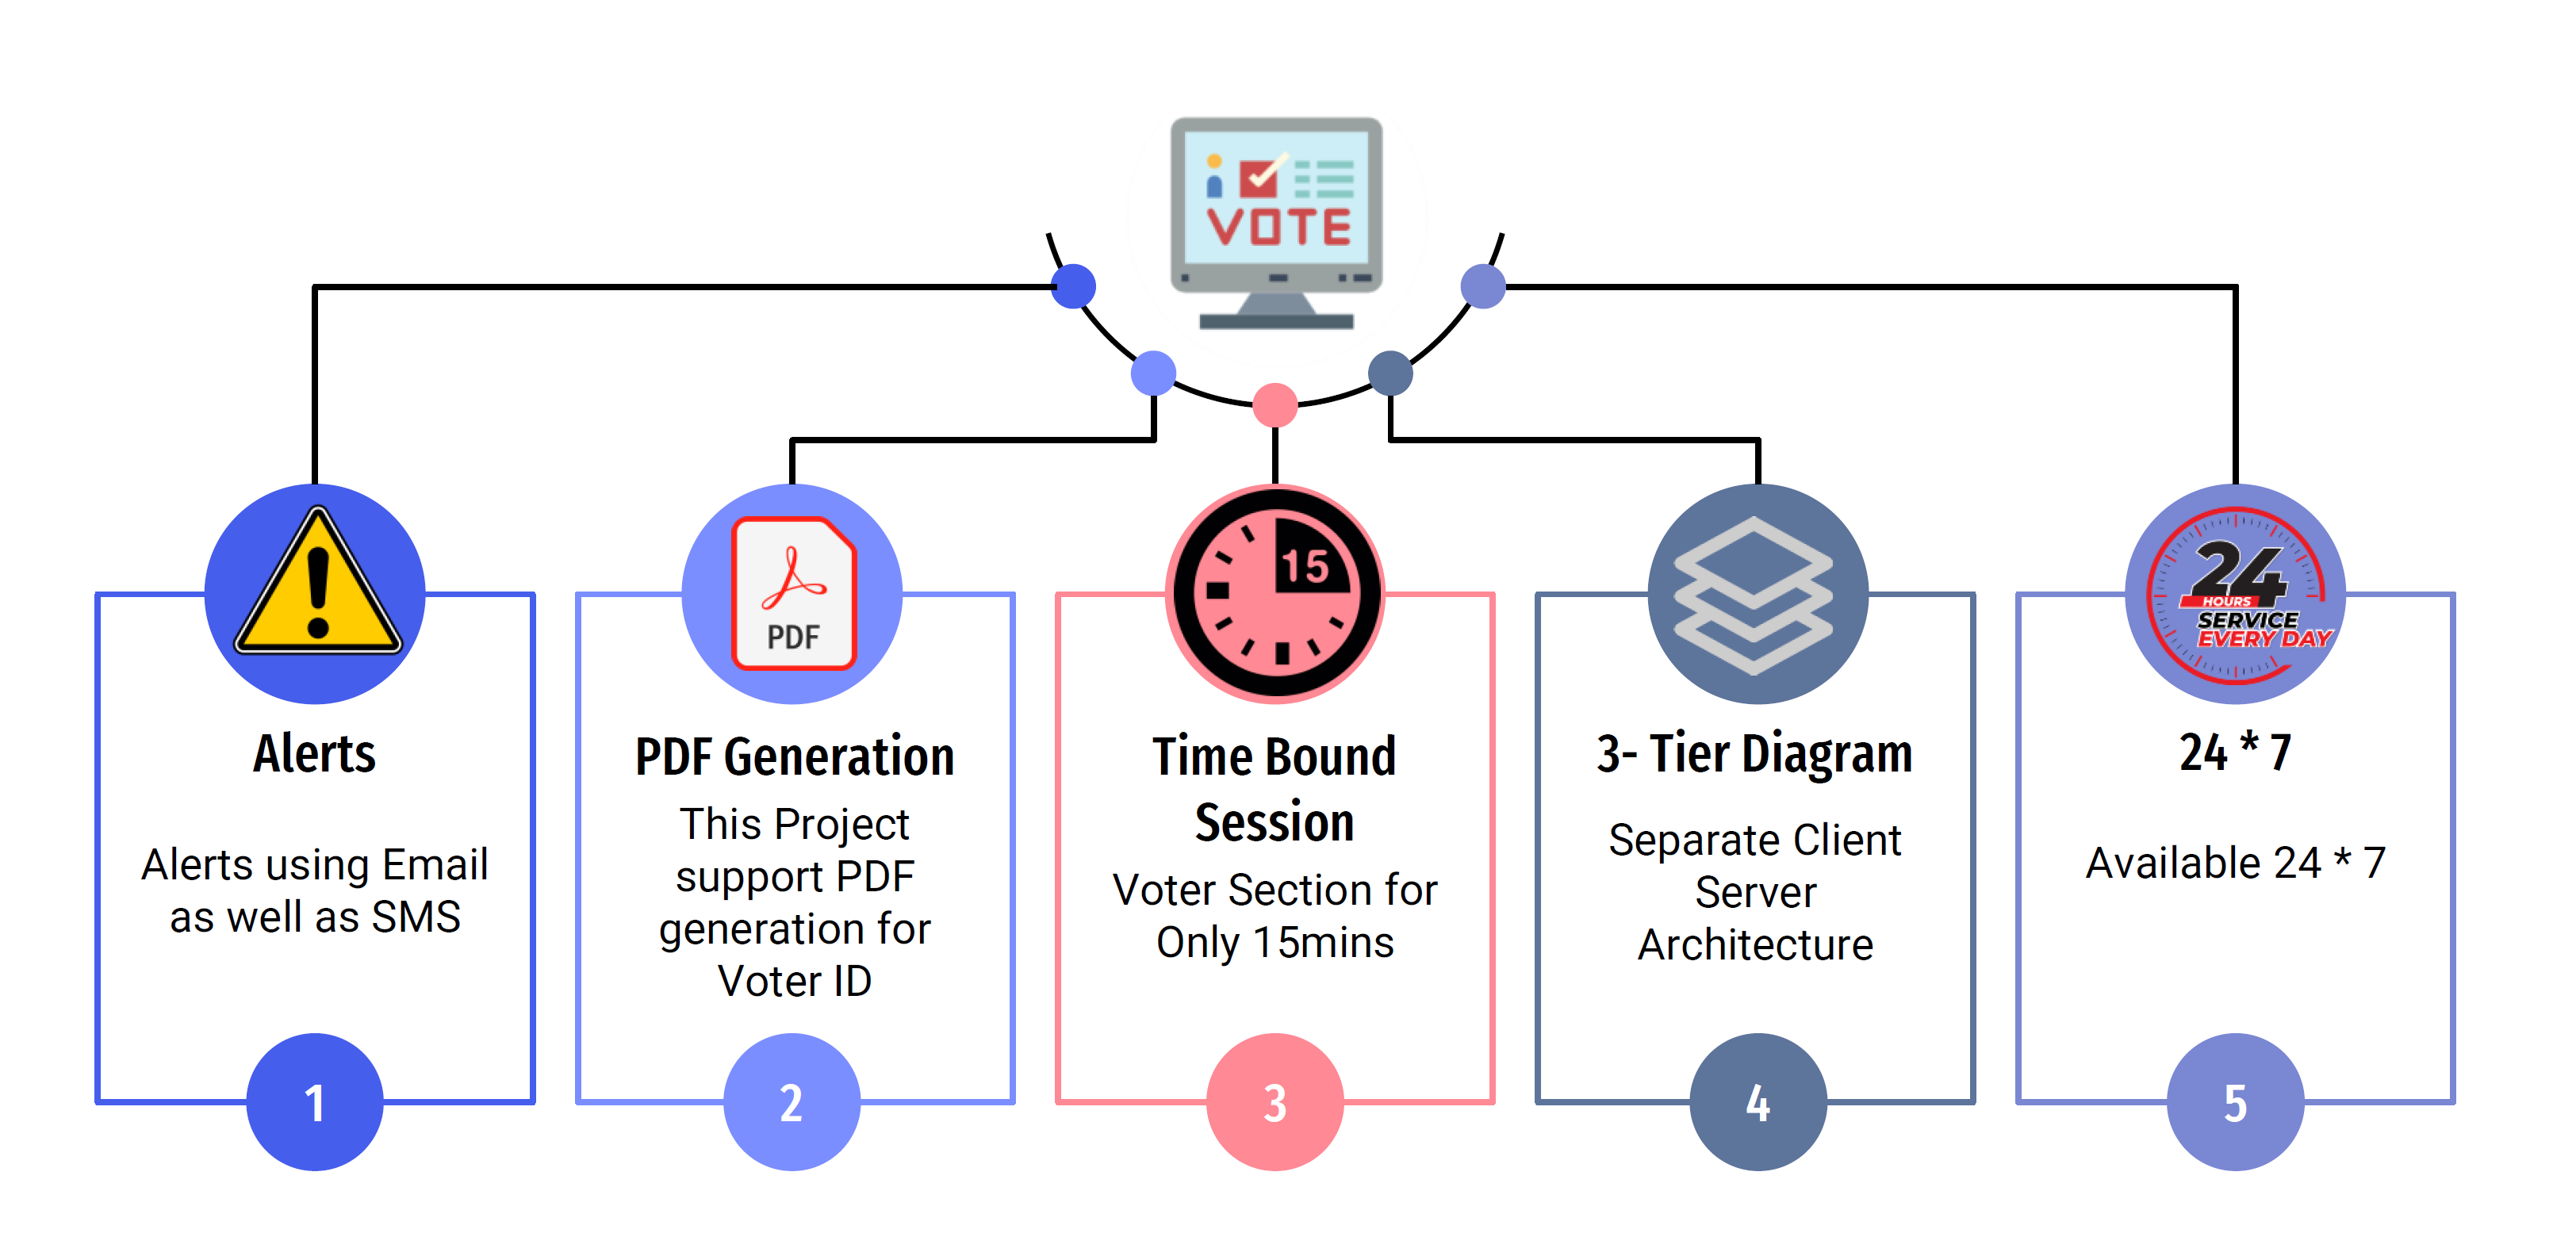 VOTE
PDF
15
24
HOURS
SERVICE
EVERY DAY
Alerts
Alerts using Email
as well as SMS
1
PDF Generation
This Project
support PDF
generation for
Voter ID
2
Time Bound
Session
Voter Section for
Only 15mins
3
3- Tier Diagram
Separate Client
Server
Architecture
4
24 * 7
Available 24 * 7
5